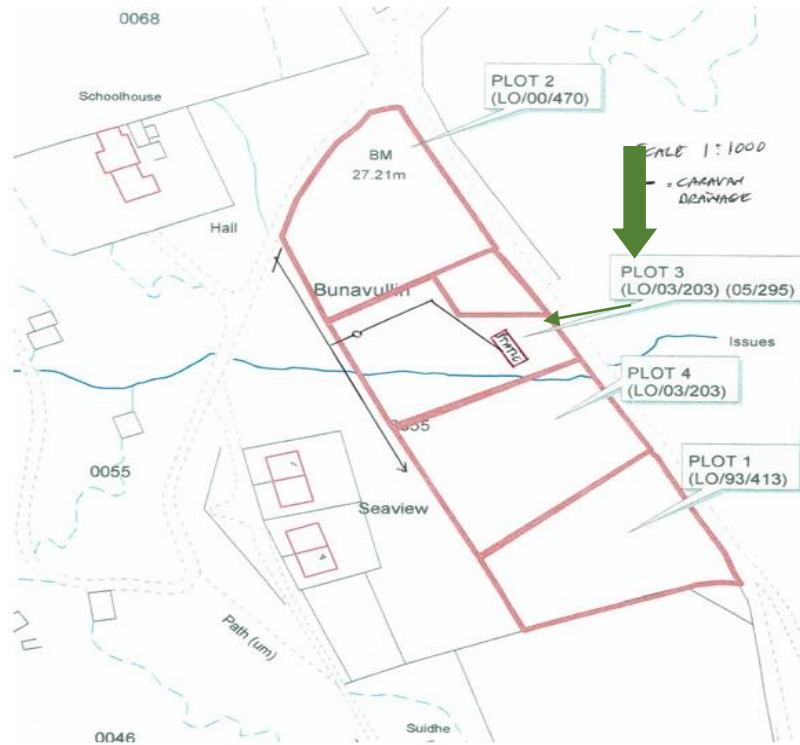 0068
Schoolhouse
PLOT 2
(LO/00/470)
BM
27.21m
SCALE 1:1000
- = CARAVAN
DRAINAGE
Hall
PLOT 3
(LO/03/203) (05/295)
Bunavullin
STATIC
Issues
PLOT 4
(LO/03/203)
0055
PLOT 1
(LO/93/413)
0055
Seaview
Path (um)
Suidhe
0046